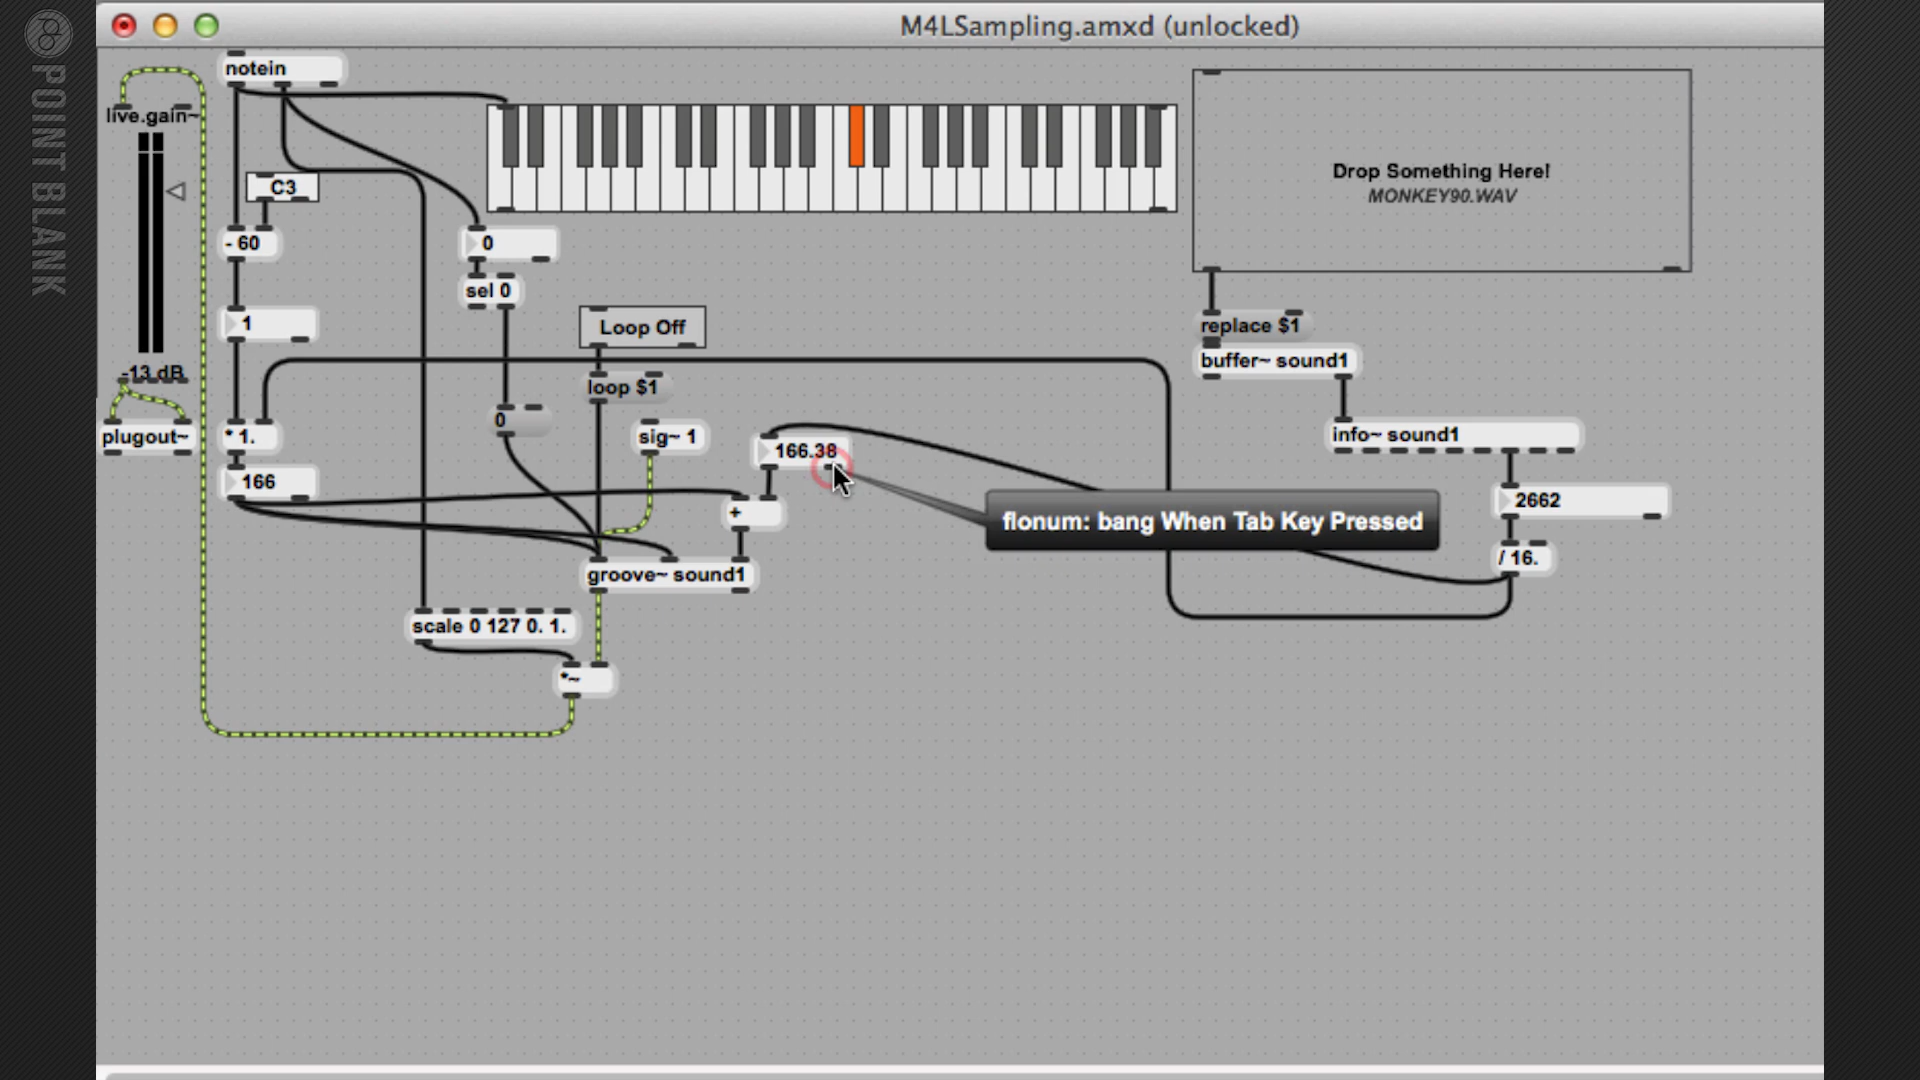 M4LSampling.amxd (unlocked)
POINT BLANK
notein
live.gain~
C3
- 60
0
sel 0
1
Loop Off
loop $1
-13 dB
0
plugout~
* 1.
sig~ 1
166.38
166
+
flonum: bang When Tab Key Pressed
groove~ sound1
scale 0 127 0. 1.
*~
Drop Something Here!
MONKEY90.WAV
replace $1
buffer~ sound1
info~ sound1
2662
/ 16.